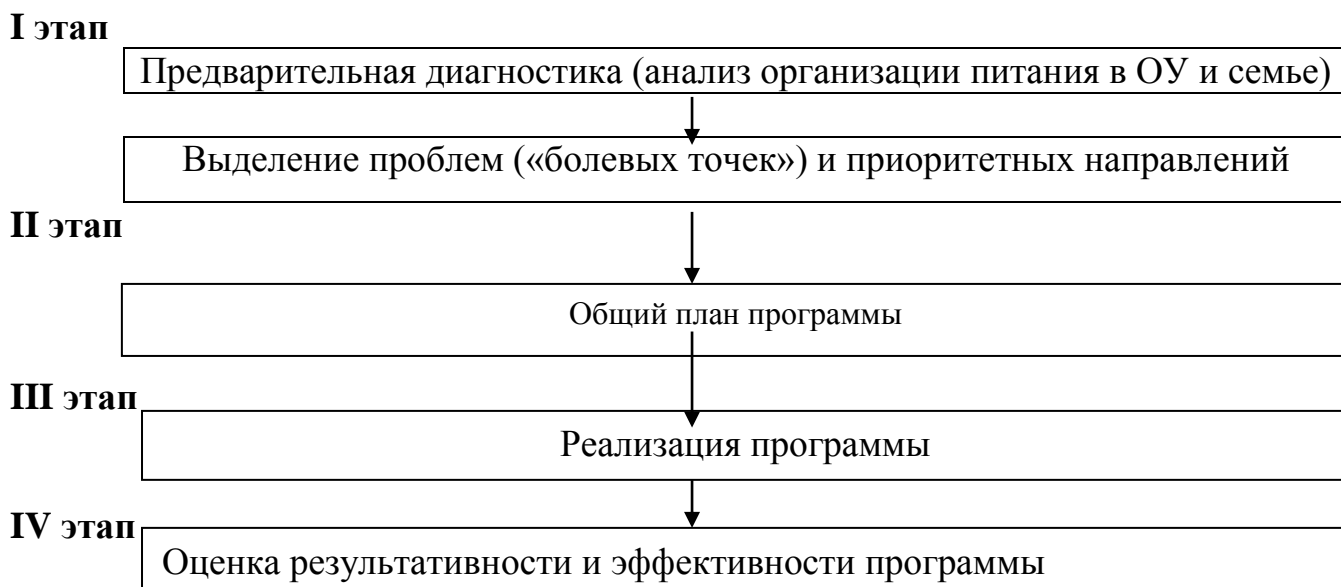 I этап
Предварительная диагностика (анализ организации питания в ОУ и семье)
Выделение проблем («болевых точек») и приоритетных направлений
II этап
Общий план программы
III этап
Реализация программы
IV этап
Оценка результативности и эффективности программы